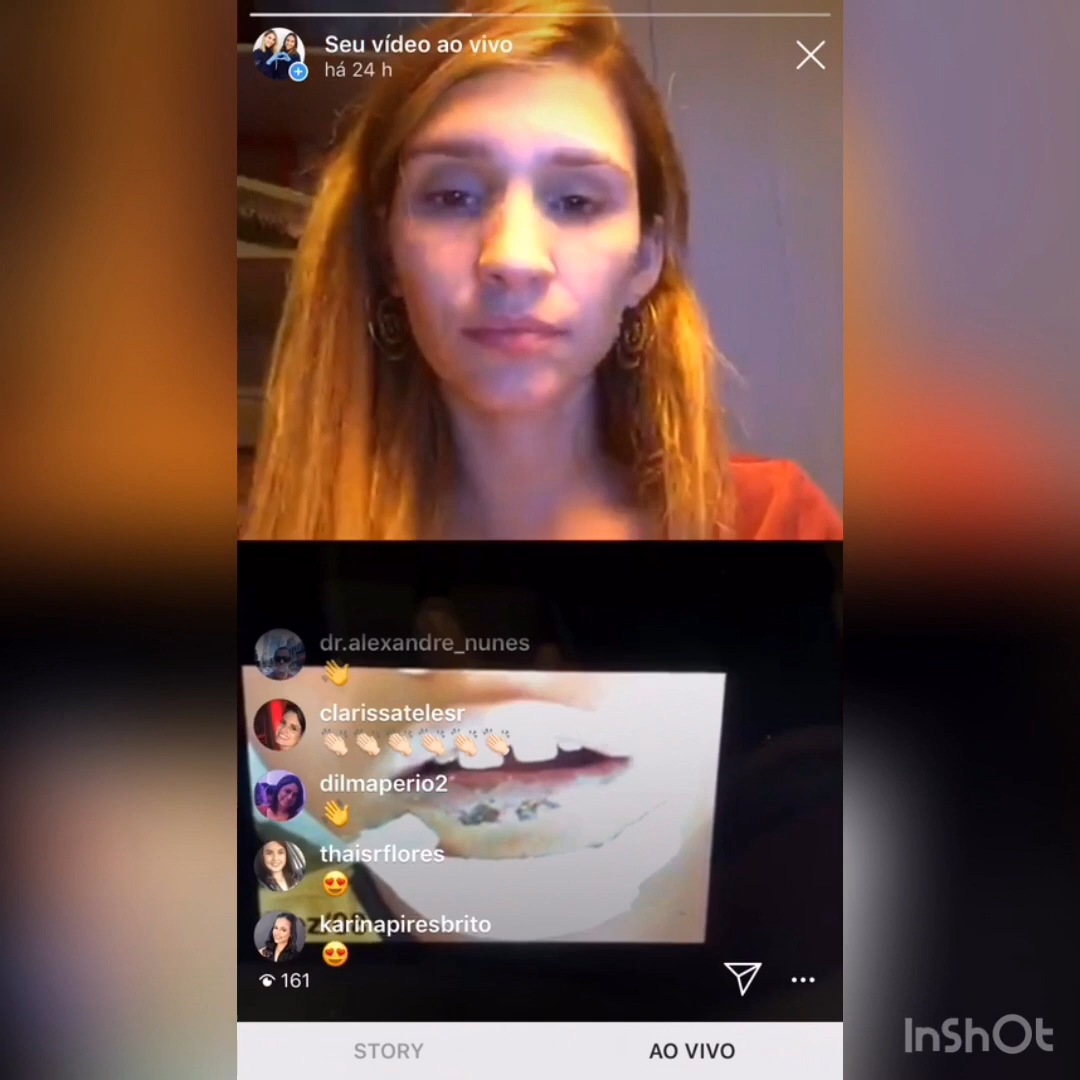 Seu vídeo ao vivo
há 24 h
dr.alexandre_nunes
clarissatelesr
dilmaperio2
thaisrflores
karinapiresbrito
161
STORY
AO VIVO
InShOt